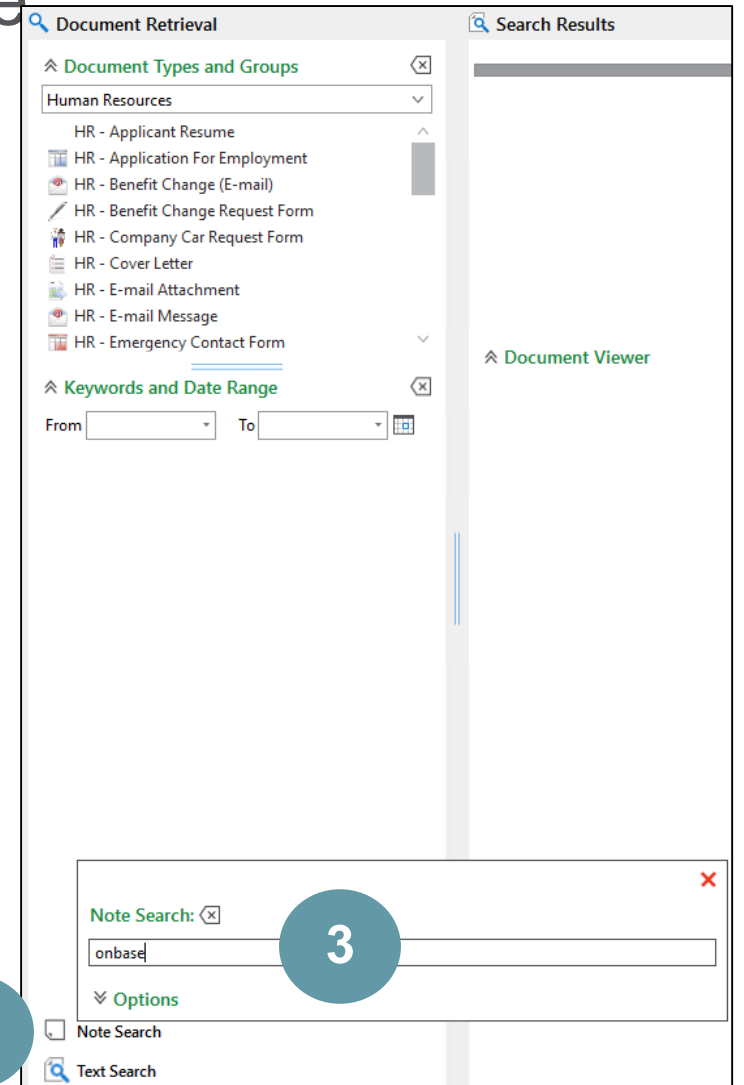 Document Retrieval
Search Results
Document Types and Groups
Human Resources
HR - Applicant Resume
HR - Application For Employment
HR - Benefit Change (E-mail)
HR - Benefit Change Request Form
HR - Company Car Request Form
HR - Cover Letter
HR - E-mail Attachment
HR - E-mail Message
HR - Emergency Contact Form
Document Viewer
Keywords and Date Range
From To
Note Search:
onbase
3
Options
Note Search
Text Search